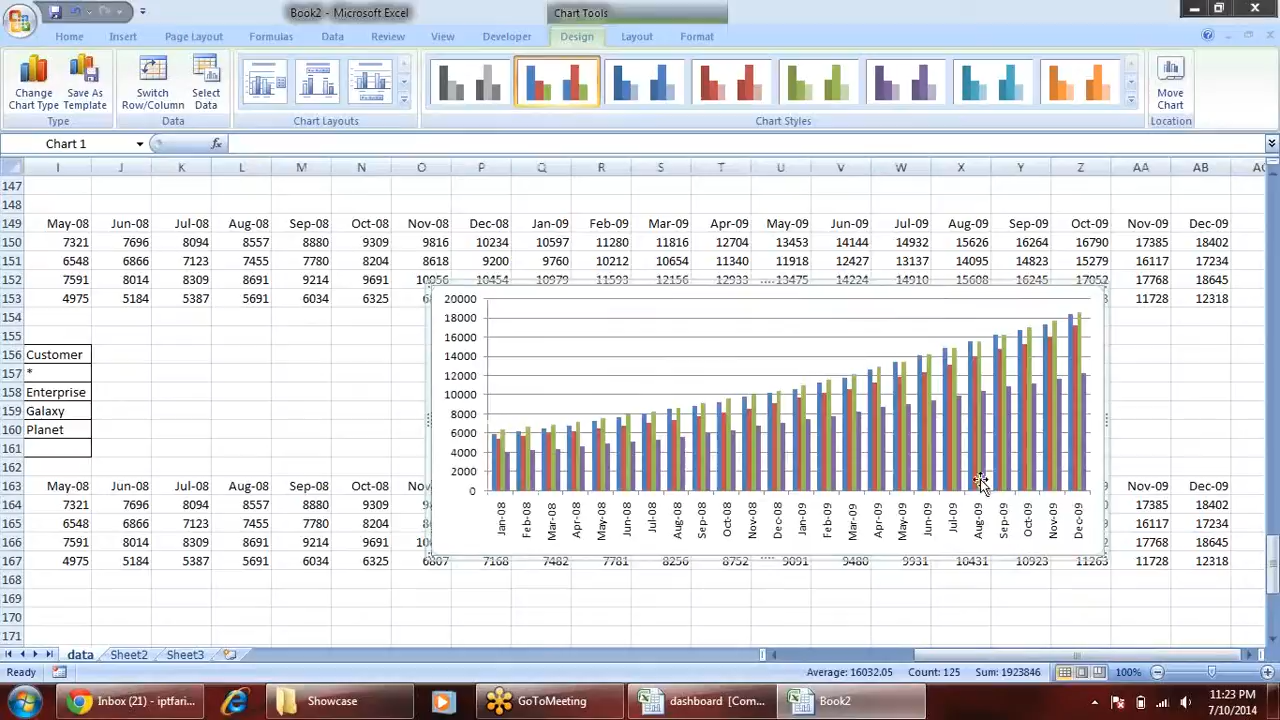 Book2 - Microsoft Excel
Chart Tools
Home Insert Page Layout Formulas Data Review View Developer Design Layout Format
Change Chart Type
Save As Template
Switch Row/Column
Select Data
Move Chart
Type Data Chart Layouts Chart Styles Location
Chart 1 fx
I J K L M N O P Q R S T U V W X Y Z AA AB
147
148
149 May-08 Jun-08 Jul-08 Aug-08 Sep-08 Oct-08 Nov-08 Dec-08 Jan-09 Feb-09 Mar-09 Apr-09 May-09 Jun-09 Jul-09 Aug-09 Sep-09 Oct-09 Nov-09 Dec-09
150 7321 7696 8094 8557 8880 9309 9816 10234 10597 11280 11816 12704 13453 14144 14932 15626 16264 16790 17385 18402
151 6548 6866 7123 7455 7780 8204 8618 9200 9760 10212 10654 11340 11918 12427 13137 14095 14823 15279 16117 17234
152 7591 8014 8309 8691 9214 9691 10056 10454 10979 11593 12156 12933 13475 14224 14910 15608 16245 17052 17768 18645
153 4975 5184 5387 5691 6034 6325 11728 12318
154
155
156 Customer
157 *
158 Enterprise
159 Galaxy
160 Planet
161
162
163 May-08 Jun-08 Jul-08 Aug-08 Sep-08 Oct-08 Nov-09 Dec-09
164 7321 7696 8094 8557 8880 9309 17385 18402
165 6548 6866 7123 7455 7780 8204 16117 17234
166 7591 8014 8309 8691 9214 9691 17768 18645
167 4975 5184 5387 5691 6034 6325 6807 7168 7482 7781 8256 8752 9091 9480 9931 10431 10923 11263 11728 12318
168
169
170
171
20000
18000
16000
14000
12000
10000
8000
6000
4000
2000
0
Jan-08 Feb-08 Mar-08 Apr-08 May-08 Jun-08 Jul-08 Aug-08 Sep-08 Oct-08 Nov-08 Dec-08 Jan-09 Feb-09 Mar-09 Apr-09 May-09 Jun-09 Jul-09 Aug-09 Sep-09 Oct-09 Nov-09 Dec-09
data Sheet2 Sheet3
Ready Average: 16032.05 Count: 125 Sum: 1923846 100%
Inbox (21) - iptfari... Showcase GoToMeeting dashboard [Com... Book2
11:23 PM
7/10/2014